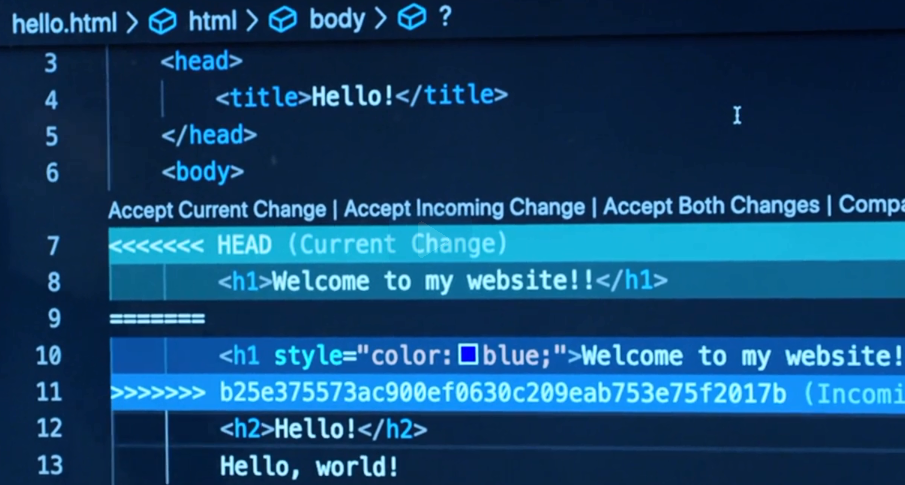 hello.html > html > body > ?
3 <head>
4 <title>Hello!</title>
5 </head>
6 <body>
Accept Current Change | Accept Incoming Change | Accept Both Changes |
7 <<<<<<< HEAD (Current Change)
8 <h1>Welcome to my website!!</h1>
9 =======
10 <h1 style="color:blue;">Welcome to my website!
11 >>>>>>> b25e375573ac900ef0630c209eab753e75f2017b
12 <h2>Hello!</h2>
13 Hello, world!